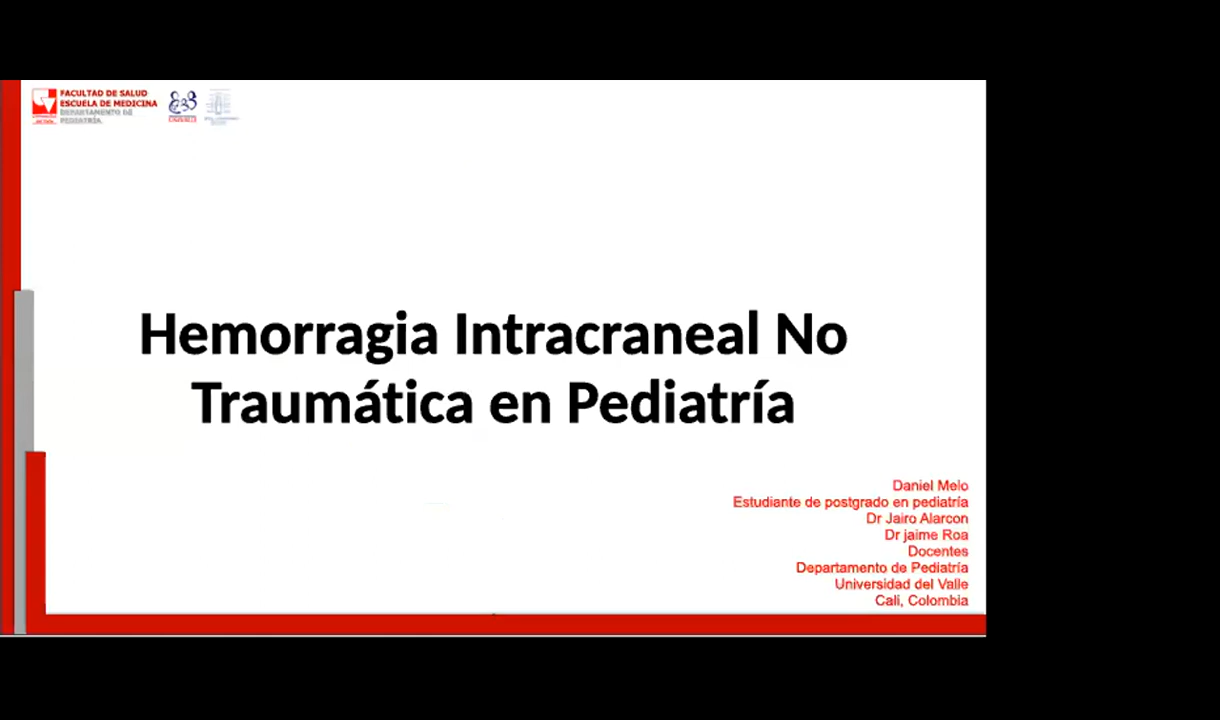 FACULTAD DE SALUD
ESCUELA DE MEDICINA
DEPARTAMENTO DE
PEDIATRÍA
Hemorragia Intracraneal No
Traumática en Pediatría
Daniel Melo
Estudiante de postgrado en pediatría
Dr Jairo Alarcon
Dr jaime Roa
Docentes
Departamento de Pediatría
Universidad del Valle
Cali, Colombia